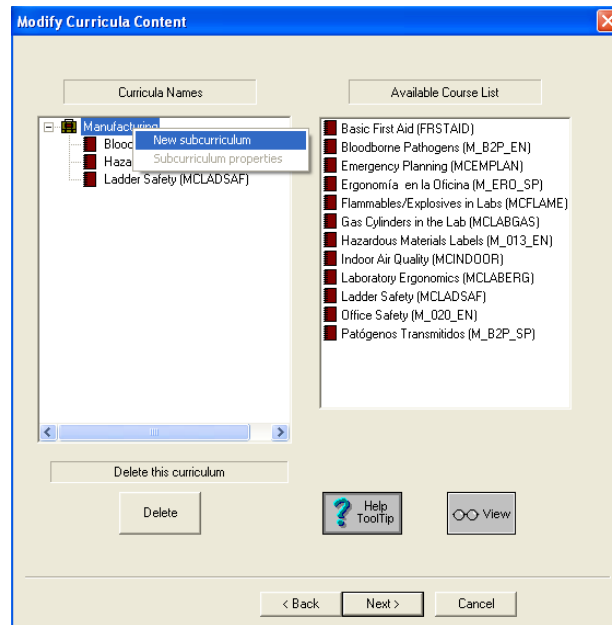 Modify Curricula Content
Curricula Names
Manufacturing
New subcurriculum
Blood
Subcurriculum properties
Haza
Ladder Safety (MCLADSAF)
Available Course List
Basic First Aid (FRSTAID)
Bloodborne Pathogens (M_B2P_EN)
Emergency Planning (MCEMPLAN)
Ergonomía en la Oficina (M_ERO_SP)
Flammables/Explosives in Labs (MCFLAME)
Gas Cylinders in the Lab (MCLABGAS)
Hazardous Materials Labels (M_013_EN)
Indoor Air Quality (MCINDOOR)
Laboratory Ergonomics (MCLABERG)
Ladder Safety (MCLADSAF)
Office Safety (M_020_EN)
Patógenos Transmitidos (M_B2P_SP)
Delete this curriculum
Delete
Help
ToolTip
View
< Back
Next >
Cancel